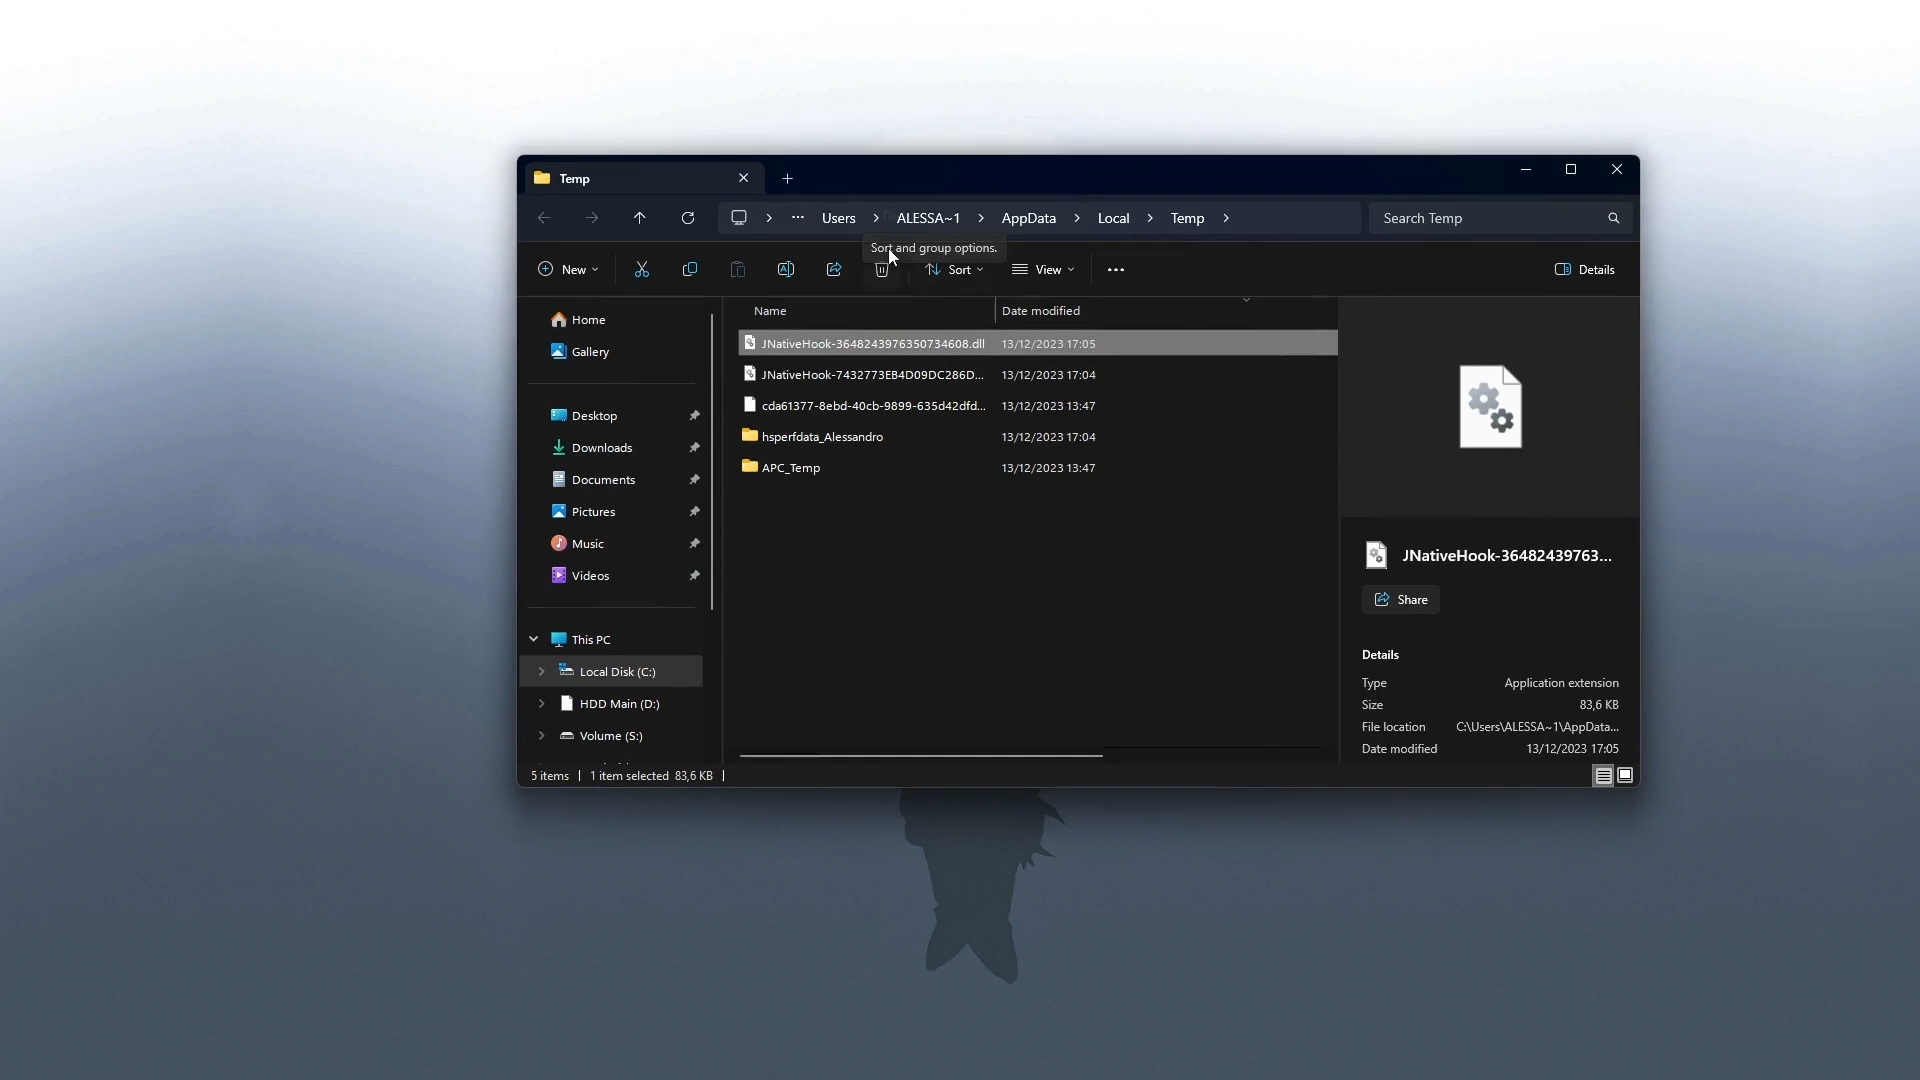 Temp
Users ALESSA~1 AppData Local Temp
Search Temp
Sort and group options.
New
Sort
View
Details
Home
Gallery
Desktop
Downloads
Documents
Pictures
Music
Videos
This PC
Local Disk (C:)
HDD Main (D:)
Volume (S:)
Name Date modified
JNativeHook-3648243976350734608.dll 13/12/2023 17:05
JNativeHook-7432773EB4D09DC286D... 13/12/2023 17:04
cda61377-8ebd-40cb-9899-635d42dfd... 13/12/2023 13:47
hsperfdata_Alessandro 13/12/2023 17:04
APC_Temp 13/12/2023 13:47
JNativeHook-36482439763...
Share
Details
Type Application extension
Size 83,6 KB
File location C:\Users\ALESSA~1\AppData...
Date modified 13/12/2023 17:05
5 items | 1 item selected 83,6 KB |